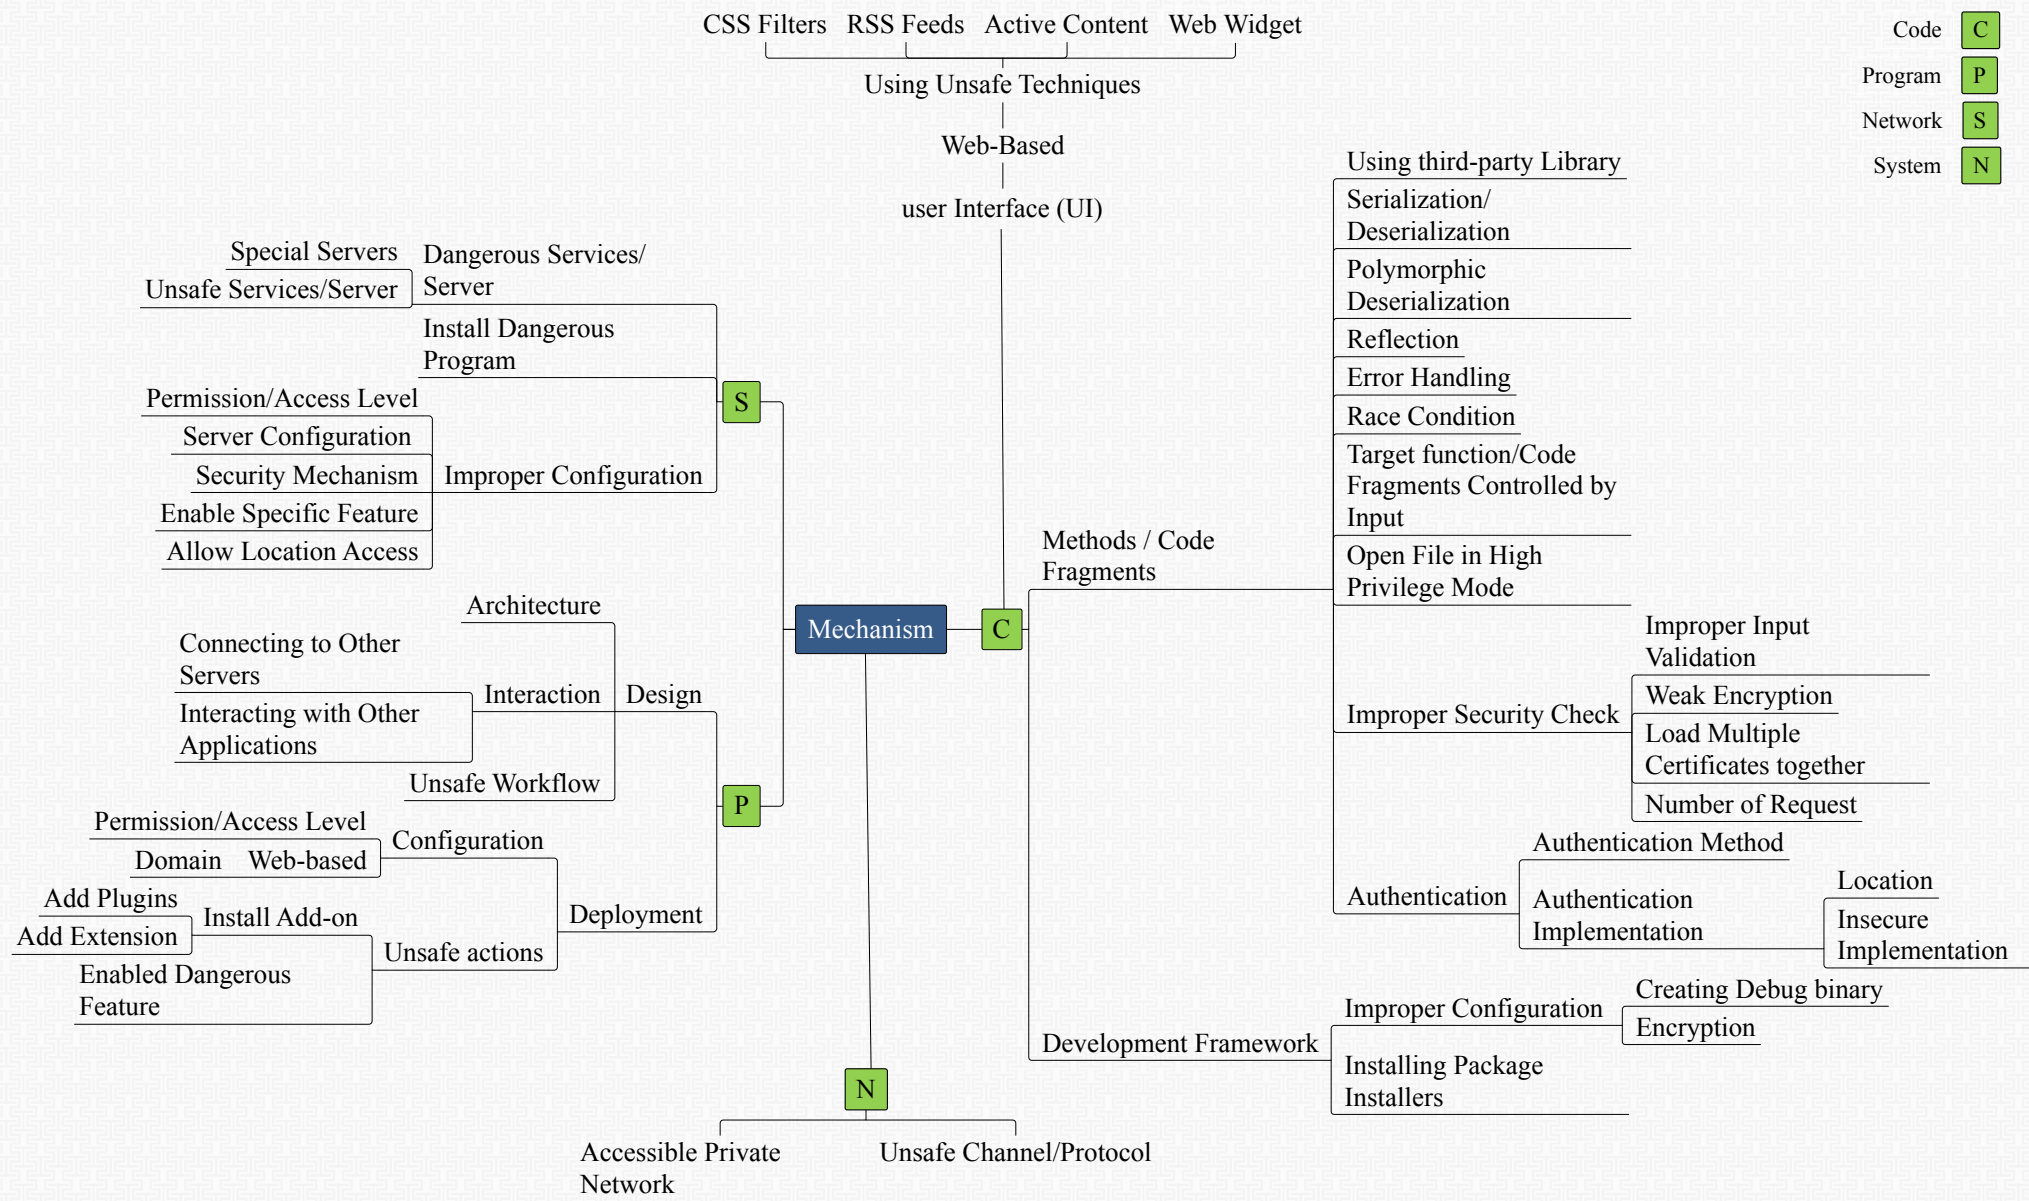 CSS Filters RSS Feeds Active Content Web Widget
Using Unsafe Techniques
Web-Based
user Interface (UI)
Code C
Program P
Network S
System N
Special Servers
Unsafe Services/Server
Dangerous Services/
Server
Install Dangerous
Program
Permission/Access Level
Server Configuration
Security Mechanism
Enable Specific Feature
Allow Location Access
Improper Configuration
S
Architecture
Connecting to Other
Servers
Interacting with Other
Applications
Interaction
Unsafe Workflow
Design
Permission/Access Level
Domain Web-based
Configuration
Add Plugins
Add Extension
Install Add-on
Enabled Dangerous
Feature
Unsafe actions
Deployment
P
Mechanism
C
Methods / Code
Fragments
Using third-party Library
Serialization/
Deserialization
Polymorphic
Deserialization
Reflection
Error Handling
Race Condition
Target function/Code
Fragments Controlled by
Input
Open File in High
Privilege Mode
Improper Security Check
Improper Input
Validation
Weak Encryption
Load Multiple
Certificates together
Number of Request
Authentication
Authentication Method
Authentication
Implementation
Location
Insecure
Implementation
Development Framework
Improper Configuration
Creating Debug binary
Encryption
Installing Package
Installers
N
Accessible Private
Network
Unsafe Channel/Protocol